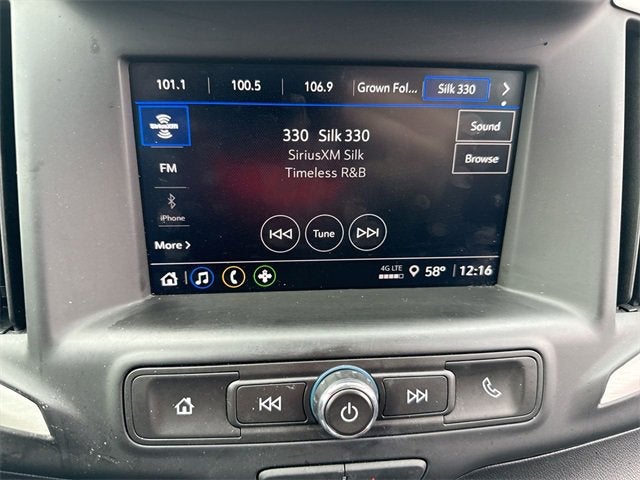 101.1 100.5 106.9 Grown Fol... Silk 330
SiriusXM
330 Silk 330
SiriusXM Silk
Timeless R&B
Sound
Browse
FM
iPhone
More
Tune
4G LTE
58° 12:16